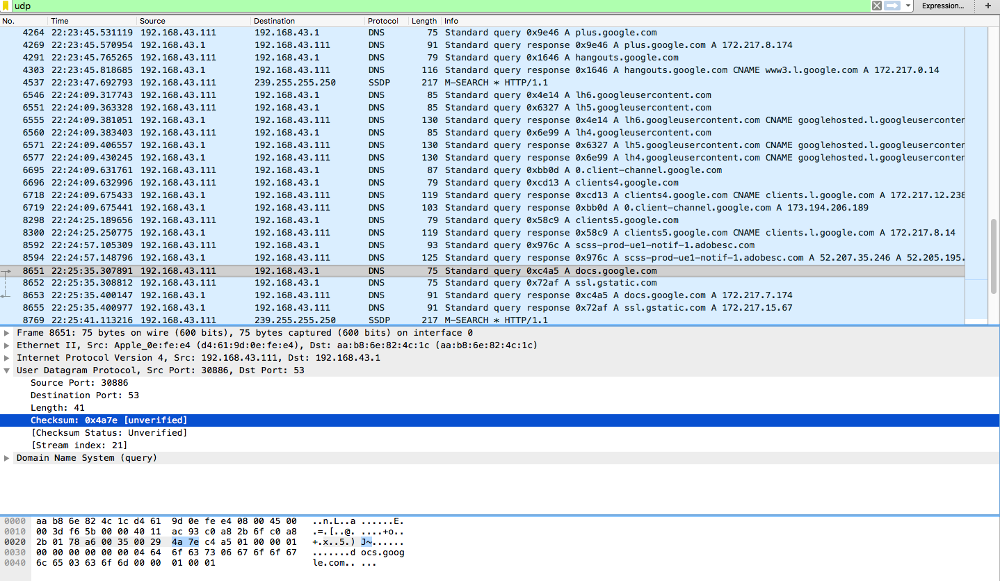 udp
Expression...
+
No. Time Source Destination Protocol Length Info
4264 22:23:45.531119 192.168.43.111 192.168.43.1 DNS 75 Standard query 0x9e46 A plus.google.com
4269 22:23:45.570954 192.168.43.1 192.168.43.111 DNS 91 Standard query response 0x9e46 A plus.google.com A 172.217.8.174
4291 22:23:45.765265 192.168.43.111 192.168.43.1 DNS 79 Standard query 0x1646 A hangouts.google.com
4303 22:23:45.818685 192.168.43.1 192.168.43.111 DNS 116 Standard query response 0x1646 A hangouts.google.com CNAME www3.l.google.com A 172.217.0.14
4537 22:23:47.692793 192.168.43.111 239.255.255.250 SSDP 217 M-SEARCH * HTTP/1.1
6546 22:24:09.317743 192.168.43.111 192.168.43.1 DNS 85 Standard query 0x4e14 A lh6.googleusercontent.com
6551 22:24:09.363328 192.168.43.111 192.168.43.1 DNS 85 Standard query 0x6327 A lh5.googleusercontent.com
6555 22:24:09.381051 192.168.43.1 192.168.43.111 DNS 130 Standard query response 0x4e14 A lh6.googleusercontent.com CNAME googlehosted.l.googleuserconter
6560 22:24:09.383403 192.168.43.111 192.168.43.1 DNS 85 Standard query 0x6e99 A lh4.googleusercontent.com
6571 22:24:09.406557 192.168.43.1 192.168.43.111 DNS 130 Standard query response 0x6327 A lh5.googleusercontent.com CNAME googlehosted.l.googleuserconter
6577 22:24:09.430245 192.168.43.1 192.168.43.111 DNS 130 Standard query response 0x6e99 A lh4.googleusercontent.com CNAME googlehosted.l.googleuserconter
6695 22:24:09.631761 192.168.43.111 192.168.43.1 DNS 87 Standard query 0xbb0d A 0.client-channel.google.com
6696 22:24:09.632996 192.168.43.111 192.168.43.1 DNS 79 Standard query 0xcd13 A clients4.google.com
6718 22:24:09.675433 192.168.43.1 192.168.43.111 DNS 119 Standard query response 0xcd13 A clients4.google.com CNAME clients.l.google.com A 172.217.12.238
6719 22:24:09.675441 192.168.43.1 192.168.43.111 DNS 103 Standard query response 0xbb0d A 0.client-channel.google.com A 173.194.206.189
8298 22:24:25.189656 192.168.43.111 192.168.43.1 DNS 79 Standard query 0x58c9 A clients5.google.com
8300 22:24:25.250775 192.168.43.1 192.168.43.111 DNS 119 Standard query response 0x58c9 A clients5.google.com CNAME clients.l.google.com A 172.217.8.14
8592 22:24:57.105309 192.168.43.111 192.168.43.1 DNS 93 Standard query 0x976c A scss-prod-ue1-notif-1.adobesc.com
8594 22:24:57.148796 192.168.43.1 192.168.43.111 DNS 125 Standard query response 0x976c A scss-prod-ue1-notif-1.adobesc.com A 52.207.35.246 A 52.205.195.
8651 22:25:35.307891 192.168.43.111 192.168.43.1 DNS 75 Standard query 0xc4a5 A docs.google.com
8652 22:25:35.308812 192.168.43.111 192.168.43.1 DNS 75 Standard query 0x72af A ssl.gstatic.com
8653 22:25:35.400147 192.168.43.1 192.168.43.111 DNS 91 Standard query response 0xc4a5 A docs.google.com A 172.217.7.174
8655 22:25:35.400977 192.168.43.1 192.168.43.111 DNS 91 Standard query response 0x72af A ssl.gstatic.com A 172.217.15.67
8769 22:25:41.113216 192.168.43.111 239.255.255.250 SSDP 217 M-SEARCH * HTTP/1.1
Frame 8651: 75 bytes on wire (600 bits), 75 bytes captured (600 bits) on interface 0
Ethernet II, Src: Apple_0e:fe:e4 (d4:61:9d:0e:fe:e4), Dst: aa:b8:6e:82:4c:1c (aa:b8:6e:82:4c:1c)
Internet Protocol Version 4, Src: 192.168.43.111, Dst: 192.168.43.1
User Datagram Protocol, Src Port: 30886, Dst Port: 53
Source Port: 30886
Destination Port: 53
Length: 41
Checksum: 0x4a7e [unverified]
[Checksum Status: Unverified]
[Stream index: 21]
Domain Name System (query)
0000 aa b8 6e 82 4c 1c d4 61 9d 0e fe e4 08 00 45 00 ..n.L..a ......E.
0010 00 3d f6 5b 00 00 40 11 ac 93 c0 a8 2b 6f c0 a8 .=.[..@. ....+o..
0020 2b 01 78 a6 00 35 00 29 4a 7e c4 a5 01 00 00 01 +.x..5.) J~......
0030 00 00 00 00 00 00 04 64 6f 63 73 06 67 6f 6f 67 .......d ocs.goog
0040 6c 65 03 63 6f 6d 00 00 01 00 01 le.com.. ...